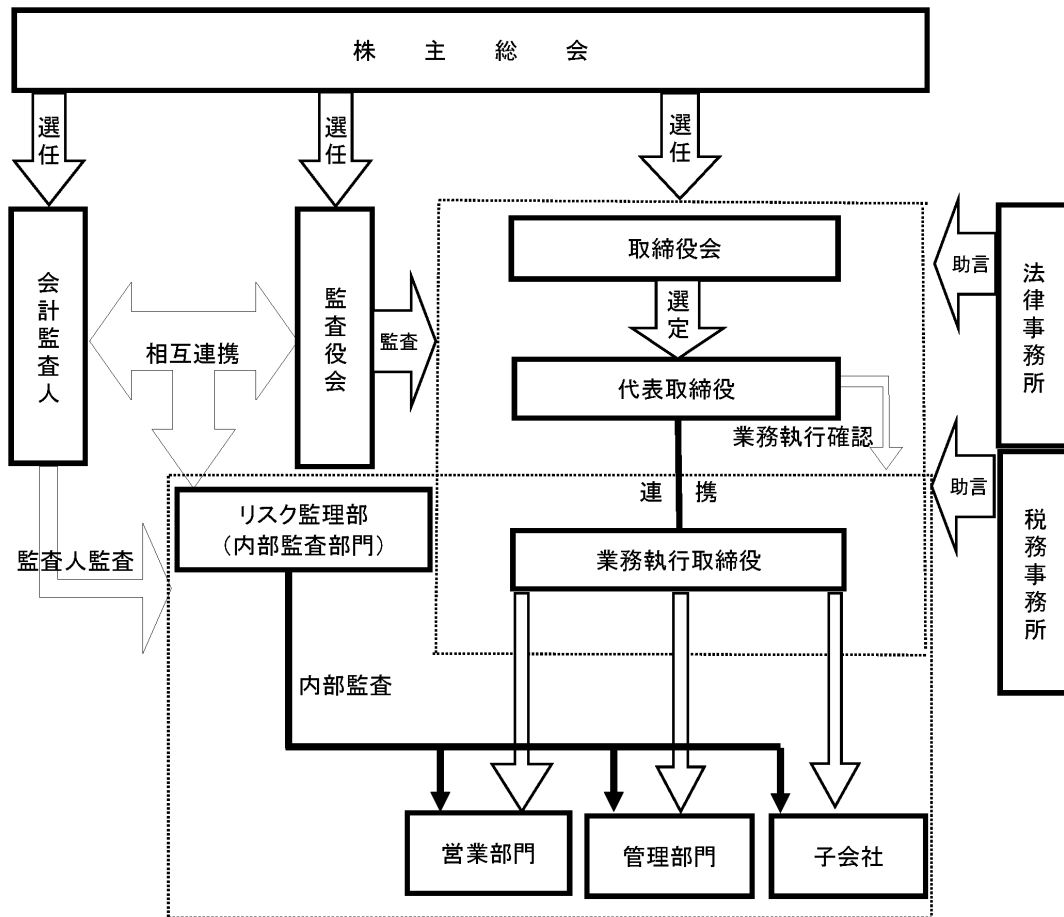 株主総会
選任
選任
選任
会計監査人
監査役会
取締役会
助言
法律事務所
選定
相互連携
監査
代表取締役
業務執行確認
助言
税務事務所
連携
リスク監理部
（内部監査部門）
監査人監査
業務執行取締役
内部監査
営業部門
管理部門
子会社